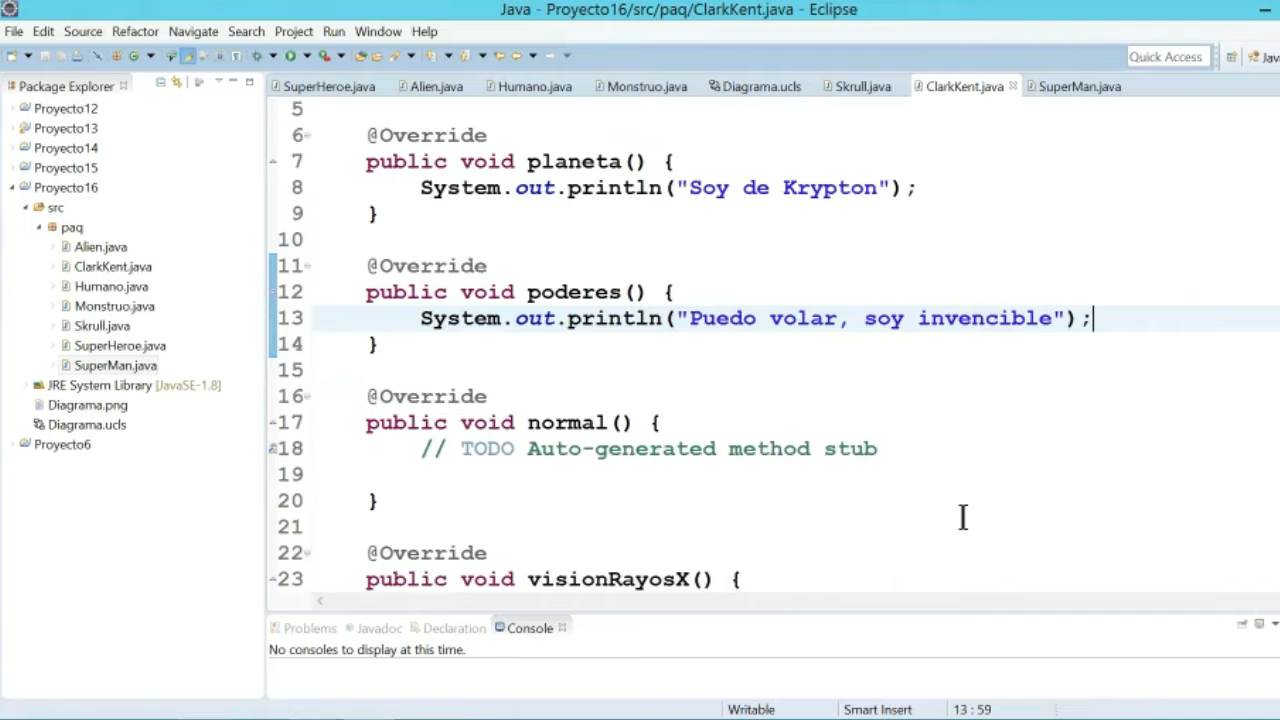 Java - Proyecto16/src/paq/ClarkKent.java - Eclipse
File Edit Source Refactor Navigate Search Project Run Window Help
Quick Access
Package Explorer
SuperHeroe.java Alien.java Humano.java Monstruo.java Diagrama.ucls Skrull.java ClarkKent.java SuperMan.java
Proyecto12
Proyecto13
Proyecto14
Proyecto15
Proyecto16
src
paq
Alien.java
ClarkKent.java
Humano.java
Monstruo.java
Skrull.java
SuperHeroe.java
SuperMan.java
JRE System Library [JavaSE-1.8]
Diagrama.png
Diagrama.ucls
Proyecto6
5
6 @Override
7 public void planeta() {
8 System.out.println("Soy de Krypton");
9 }
10
11 @Override
12 public void poderes() {
13 System.out.println("Puedo volar, soy invencible");
14 }
15
16 @Override
17 public void normal() {
18 // TODO Auto-generated method stub
19
20 }
21
22 @Override
23 public void visionRayosX() {
Problems Javadoc Declaration Console
No consoles to display at this time.
Writable Smart Insert 13 : 59